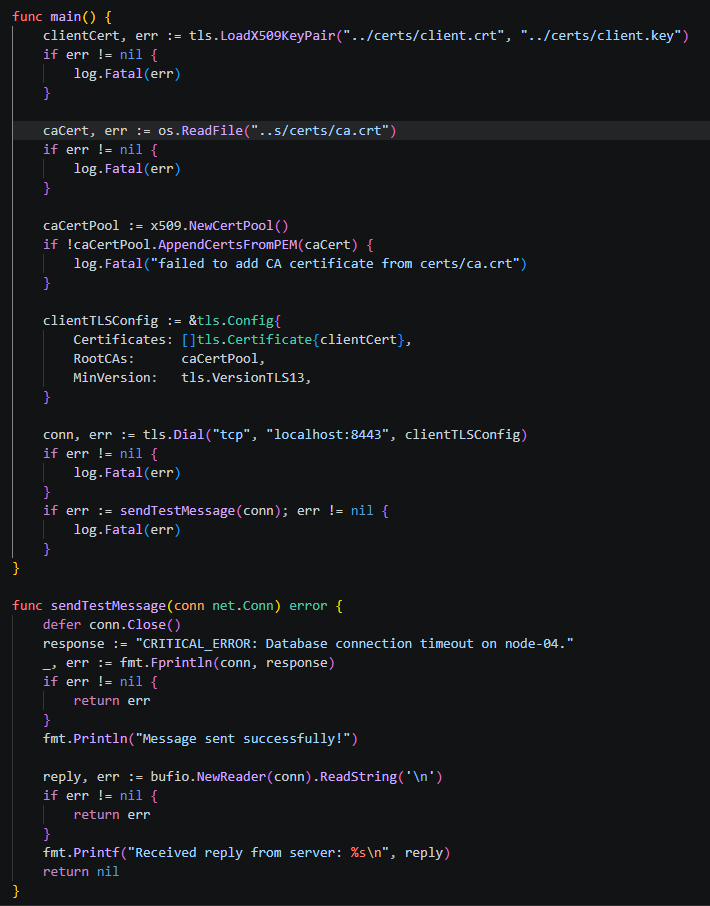 func main() {
    clientCert, err := tls.LoadX509KeyPair("../certs/client.crt", "../certs/client.key")
    if err != nil {
        log.Fatal(err)
    }

    caCert, err := os.ReadFile("..s/certs/ca.crt")
    if err != nil {
        log.Fatal(err)
    }

    caCertPool := x509.NewCertPool()
    if !caCertPool.AppendCertsFromPEM(caCert) {
        log.Fatal("failed to add CA certificate from certs/ca.crt")
    }

    clientTLSConfig := &tls.Config{
        Certificates: []tls.Certificate{clientCert},
        RootCAs:      caCertPool,
        MinVersion:   tls.VersionTLS13,
    }

    conn, err := tls.Dial("tcp", "localhost:8443", clientTLSConfig)
    if err != nil {
        log.Fatal(err)
    }
    if err := sendTestMessage(conn); err != nil {
        log.Fatal(err)
    }
}

func sendTestMessage(conn net.Conn) error {
    defer conn.Close()
    response := "CRITICAL_ERROR: Database connection timeout on node-04."
    _, err := fmt.Fprintln(conn, response)
    if err != nil {
        return err
    }
    fmt.Println("Message sent successfully!")

    reply, err := bufio.NewReader(conn).ReadString('\n')
    if err != nil {
        return err
    }
    fmt.Printf("Received reply from server: %s\n", reply)
    return nil
}